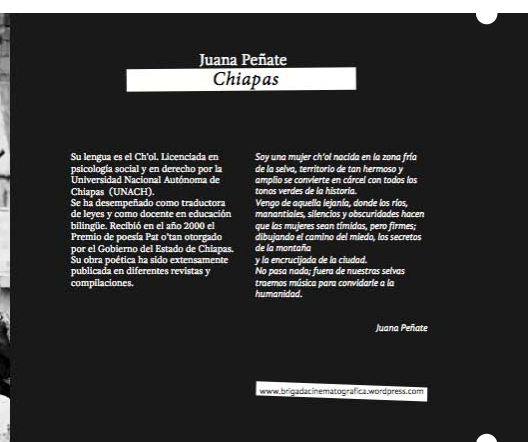 Juana Peñate
Chiapas
Su lengua es el Ch'ol. Licenciada en
psicología social y en derecho por la
Universidad Nacional Autónoma de
Chiapas (UNACH).
Se ha desempeñado como traductora
de leyes y como docente en educación
bilingüe. Recibió en el año 2000 el
Premio de poesía Pat o'tan otorgado
por el Gobierno del Estado de Chiapas.
Su obra poética ha sido extensamente
publicada en diferentes revistas y
compilaciones.
Soy una mujer ch'ol nacida en la zona fría
de la selva, territorio de tan hermoso y
amplio se convierte en cárcel con todos los
tonos verdes de la historia.
Vengo de aquella lejanía, donde los ríos,
manantiales, silencios y obscuridades hacen
que las mujeres sean tímidas, pero firmes;
dibujando el camino del miedo, los secretos
de la montaña
y la encrucijada de la ciudad.
No pasa nada; fuera de nuestras selvas
traemos música para convidarle a la
humanidad.
Juana Peñate
www.brigadacinematografica.wordpress.com